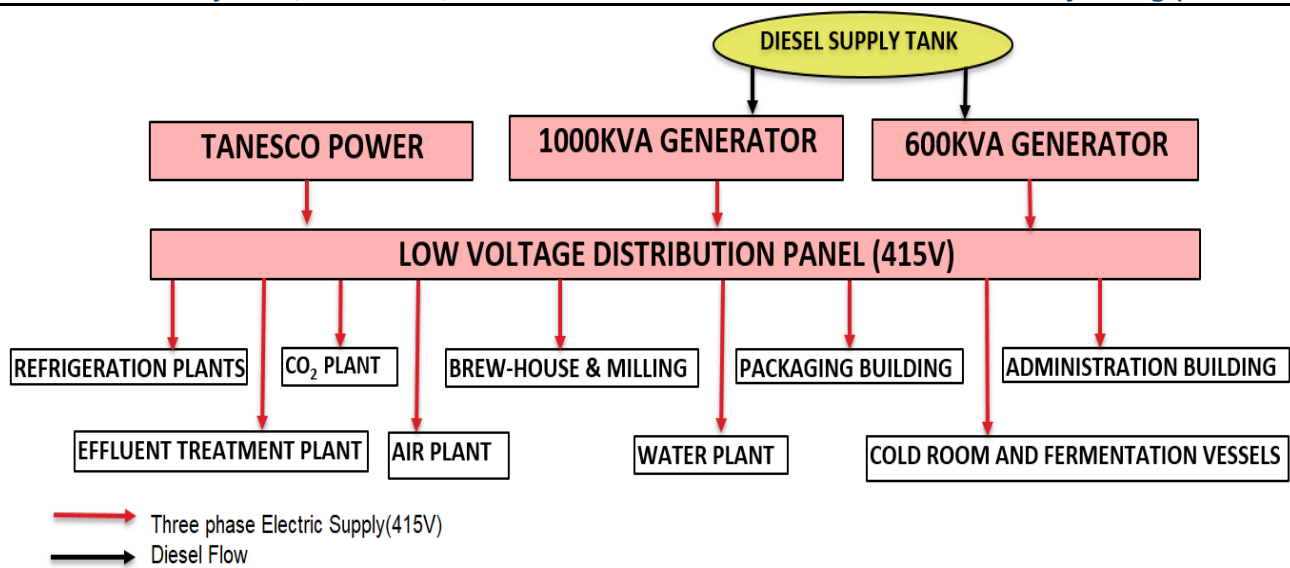 DIESEL SUPPLY TANK
TANESCO POWER
1000KVA GENERATOR
600KVA GENERATOR
LOW VOLTAGE DISTRIBUTION PANEL (415V)
REFRIGERATION PLANTS
CO₂ PLANT
BREW-HOUSE & MILLING
PACKAGING BUILDING
ADMINISTRATION BUILDING
EFFLUENT TREATMENT PLANT
AIR PLANT
WATER PLANT
COLD ROOM AND FERMENTATION VESSELS
Three phase Electric Supply(415V)
Diesel Flow